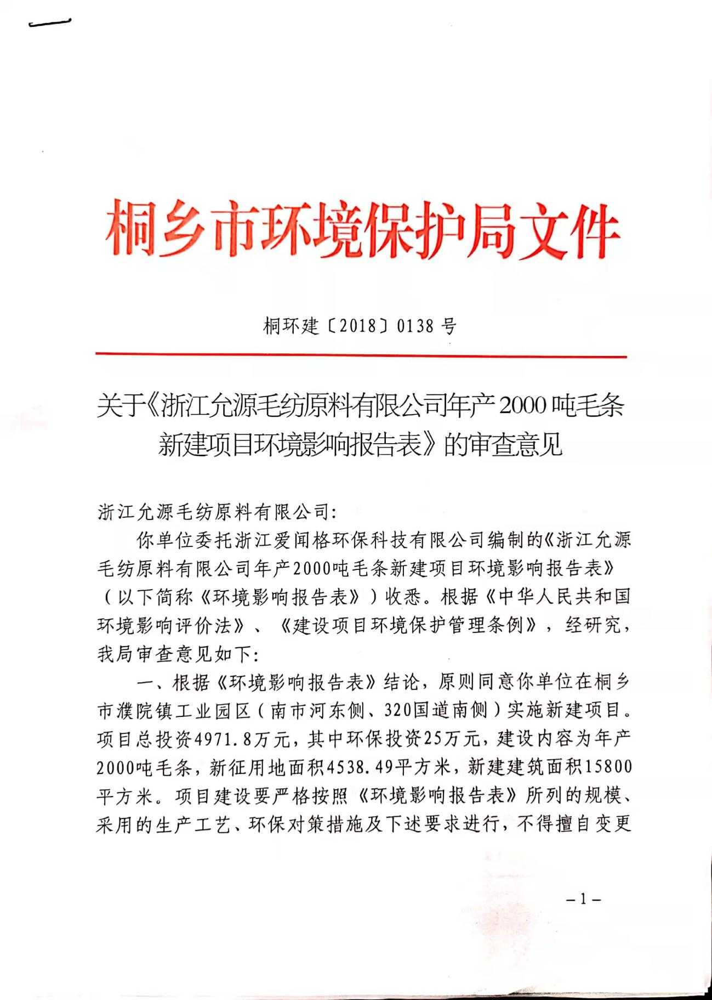 桐乡市环境保护局文件
桐环建〔2018〕0138 号
关于《浙江允源毛纺原料有限公司年产 2000 吨毛条
新建项目环境影响报告表》的审查意见
浙江允源毛纺原料有限公司:
你单位委托浙江爱闻格环保科技有限公司编制的《浙江允源
毛纺原料有限公司年产2000吨毛条新建项目环境影响报告表》
（以下简称《环境影响报告表》）收悉。根据《中华人民共和国
环境影响评价法》、《建设项目环境保护管理条例》，经研究，
我局审查意见如下:
一、根据《环境影响报告表》结论，原则同意你单位在桐乡
市濮院镇工业园区（南市河东侧、320国道南侧）实施新建项目。
项目总投资4971.8万元，其中环保投资25万元，建设内容为年产
2000吨毛条，新征用地面积4538.49平方米，新建建筑面积15800
平方米。项目建设要严格按照《环境影响报告表》所列的规模、
采用的生产工艺、环保对策措施及下述要求进行，不得擅自变更
－1－